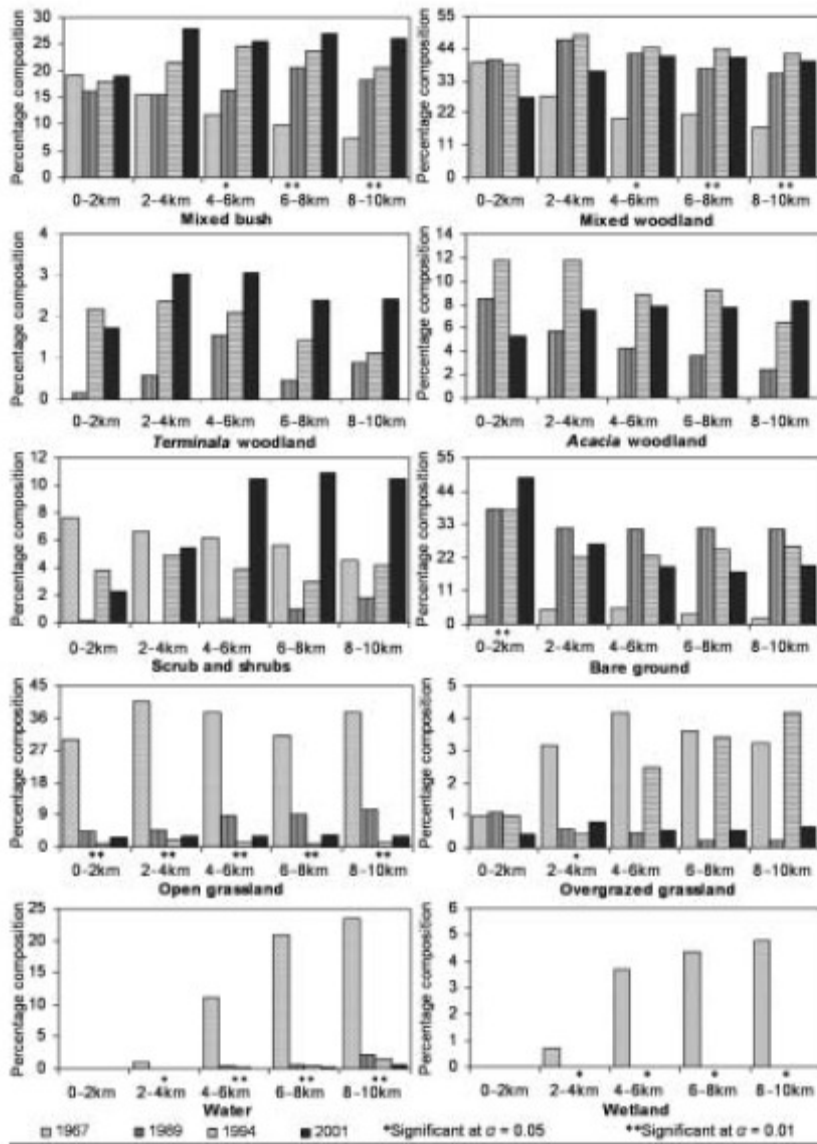 Percentage composition
30
25
20
15
10
5
0
0–2km 2–4km 4–6km 6–8km 8–10km
* ** **
Mixed bush
Percentage composition
55
44
33
22
11
0
0–2km 2–4km 4–6km 6–8km 8–10km
* ** **
Mixed woodland
Percentage composition
4
3
2
1
0
0–2km 2–4km 4–6km 6–8km 8–10km
Terminala woodland
Percentage composition
14
12
10
8
6
4
2
0
0–2km 2–4km 4–6km 6–8km 8–10km
Acacia woodland
Percentage composition
12
10
8
6
4
2
0
0–2km 2–4km 4–6km 6–8km 8–10km
Scrub and shrubs
Percentage composition
55
44
33
22
11
0
**
0–2km 2–4km 4–6km 6–8km 8–10km
Bare ground
Percentage composition
45
36
27
18
9
0
** ** ** ** **
0–2km 2–4km 4–6km 6–8km 8–10km
Open grassland
Percentage composition
5
4
3
2
1
0
0–2km 2–4km 4–6km 6–8km 8–10km
*
Overgrazed grassland
Percentage composition
25
20
15
10
5
0
* ** ** **
0–2km 2–4km 4–6km 6–8km 8–10km
Water
Percentage composition
6
5
4
3
2
1
0
* * * *
0–2km 2–4km 4–6km 6–8km 8–10km
Wetland
1967 1989 1994 2001 *Significant at σ = 0.05 **Significant at σ = 0.01